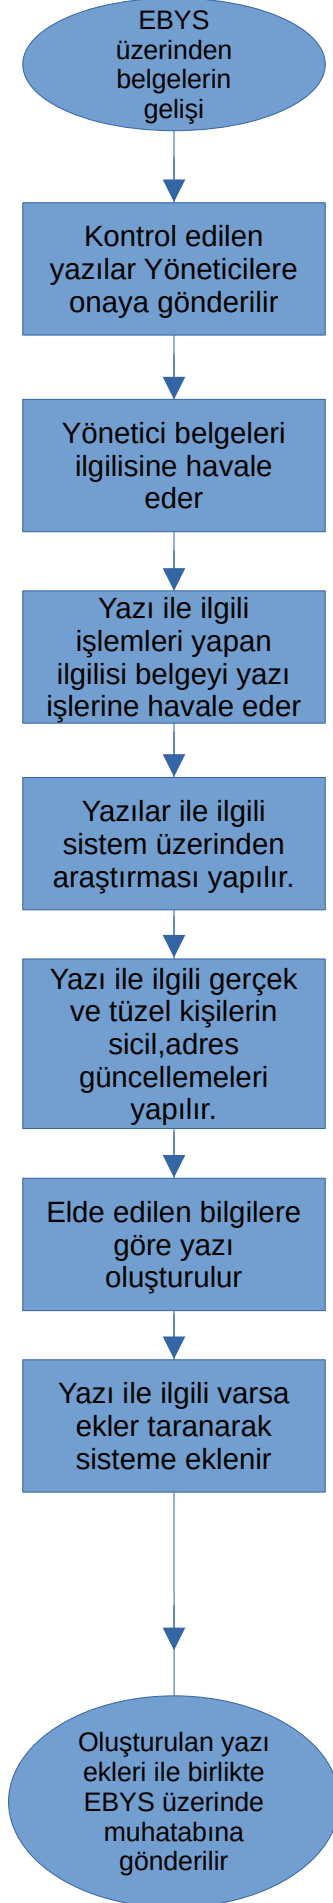 EBYS
üzerinden
belgelerin
gelişi
Kontrol edilen
yazılar Yöneticilere
onaya gönderilir
Yönetici belgeleri
ilgilisine havale
eder
Yazı ile ilgili
işlemleri yapan
ilgilisi belgeyi yazı
işlerine havale eder
Yazılar ile ilgili
sistem üzerinden
araştırması yapılır.
Yazı ile ilgili gerçek
ve tüzel kişilerin
sicil,adres
güncellemeleri
yapılır.
Elde edilen bilgilere
göre yazı
oluşturulur
Yazı ile ilgili varsa
ekler taranarak
sisteme eklenir
Oluşturulan yazı
ekleri ile birlikte
EBYS üzerinde
muhatabına
gönderilir